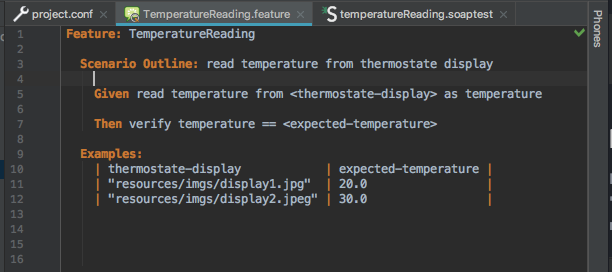 project.conf × TemperatureReading.feature × temperatureReading.soaptest ×
1 Feature: TemperatureReading
2
3 Scenario Outline: read temperature from thermostate display
4
5 Given read temperature from <thermostate-display> as temperature
6
7 Then verify temperature == <expected-temperature>
8
9 Examples:
10 | thermostate-display | expected-temperature |
11 | "resources/imgs/display1.jpg" | 20.0 |
12 | "resources/imgs/display2.jpeg" | 30.0 |
13
14
15
16
Phones